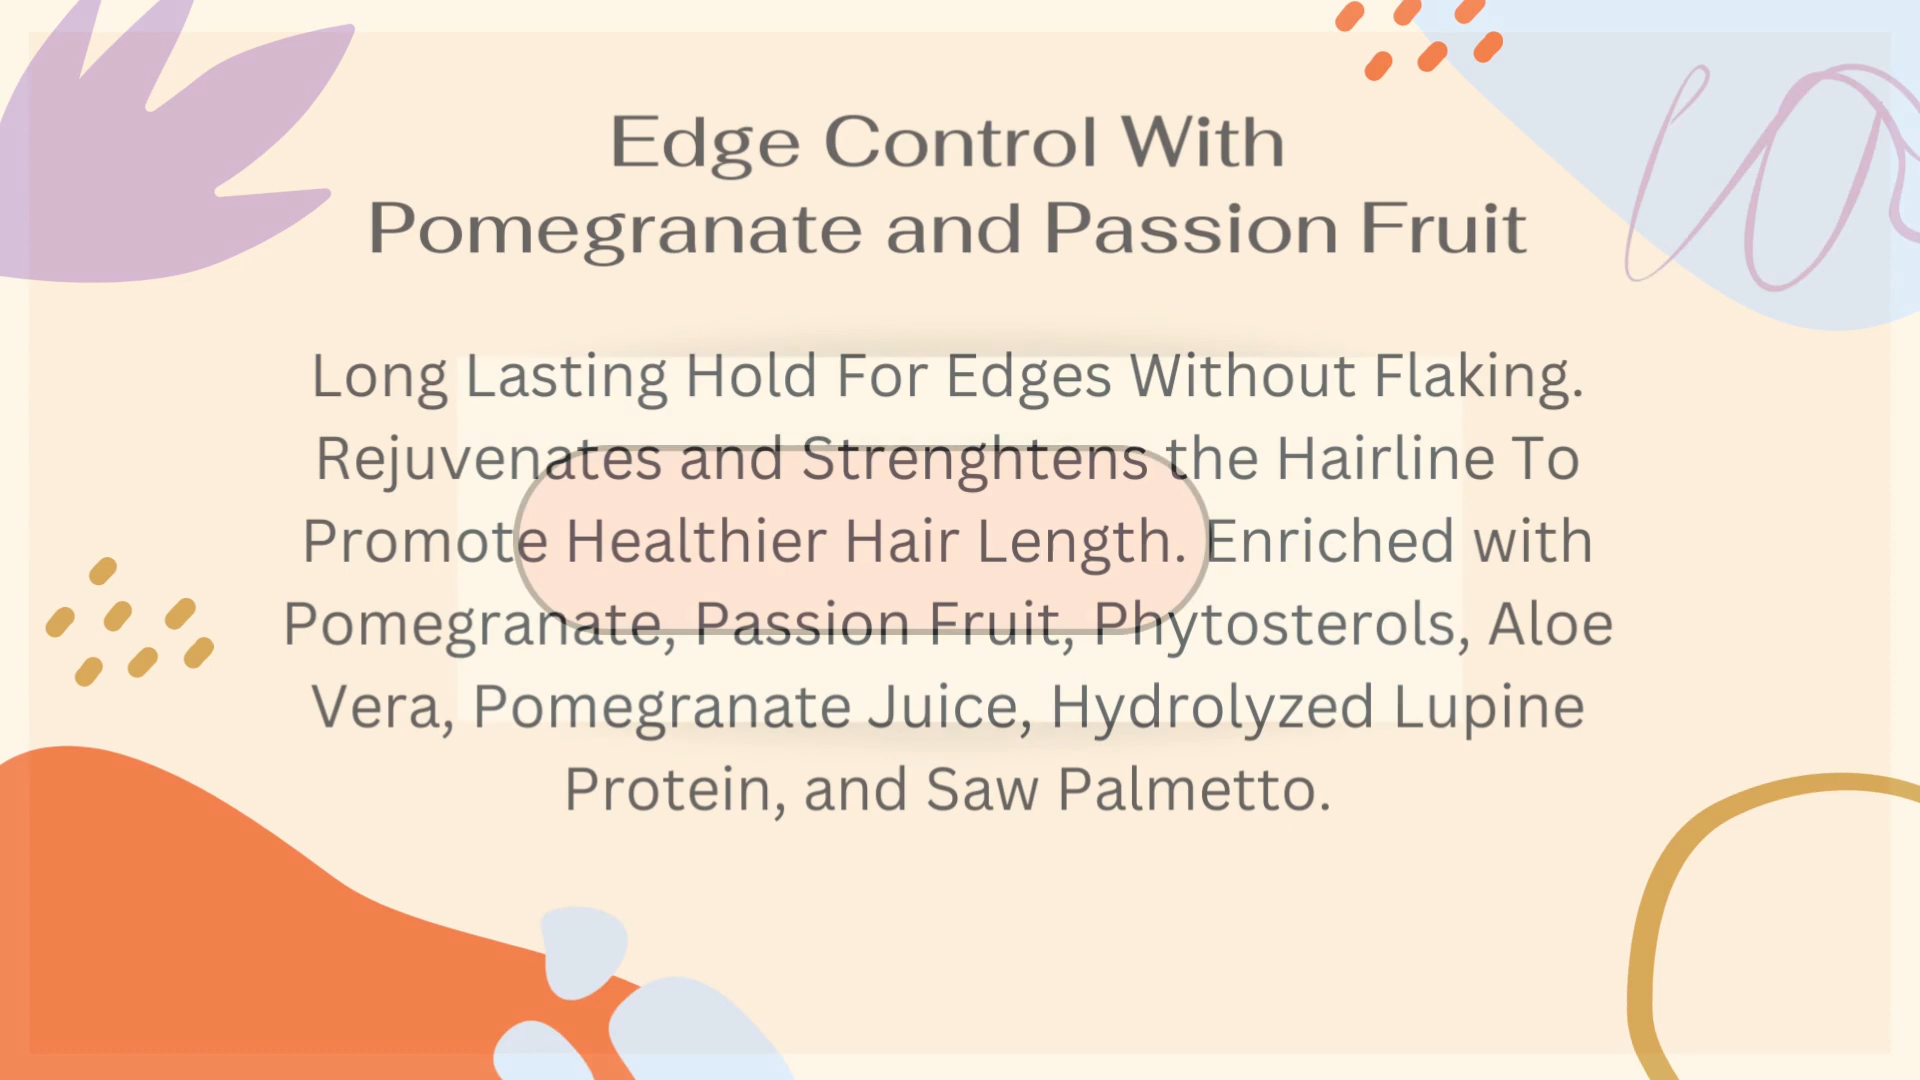 Edge Control With
Pomegranate and Passion Fruit
Long Lasting Hold For Edges Without Flaking.
Rejuvenates and Strenghtens the Hairline To
Promote Healthier Hair Length. Enriched with
Pomegranate, Passion Fruit, Phytosterols, Aloe
Vera, Pomegranate Juice, Hydrolyzed Lupine
Protein, and Saw Palmetto.